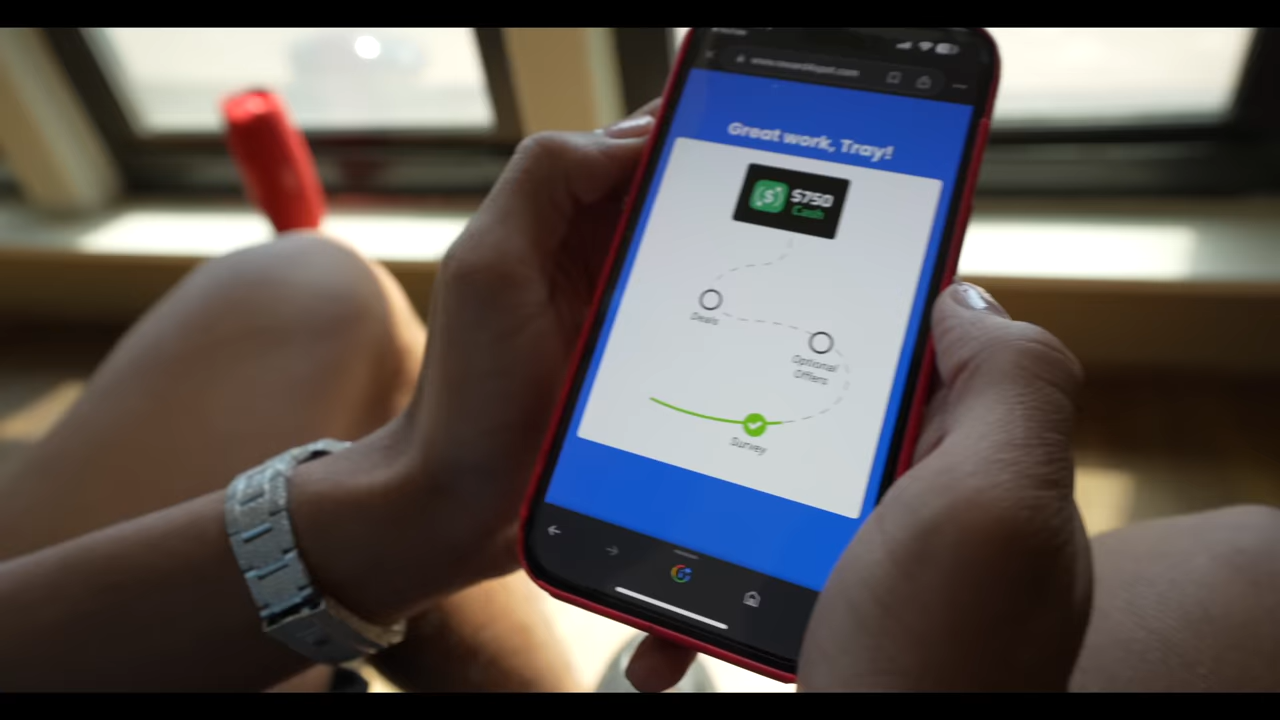 Great work, Tray!
$750
Cash
Deals
Optional
Offers
Survey